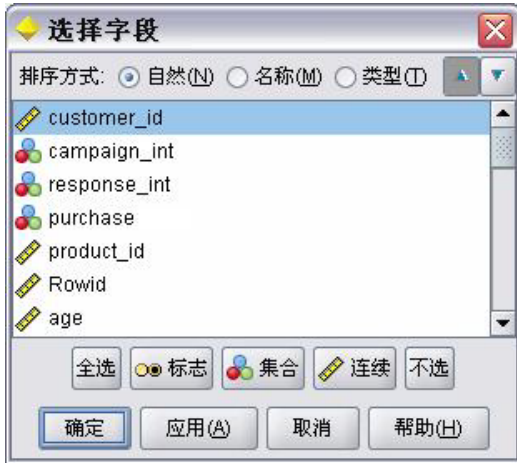 选择字段
排序方式: 自然(N) 名称(M) 类型(T)
customer_id
campaign_int
response_int
purchase
product_id
Rowid
age
全选 标志 集合 连续 不选
确定 应用(A) 取消 帮助(H)